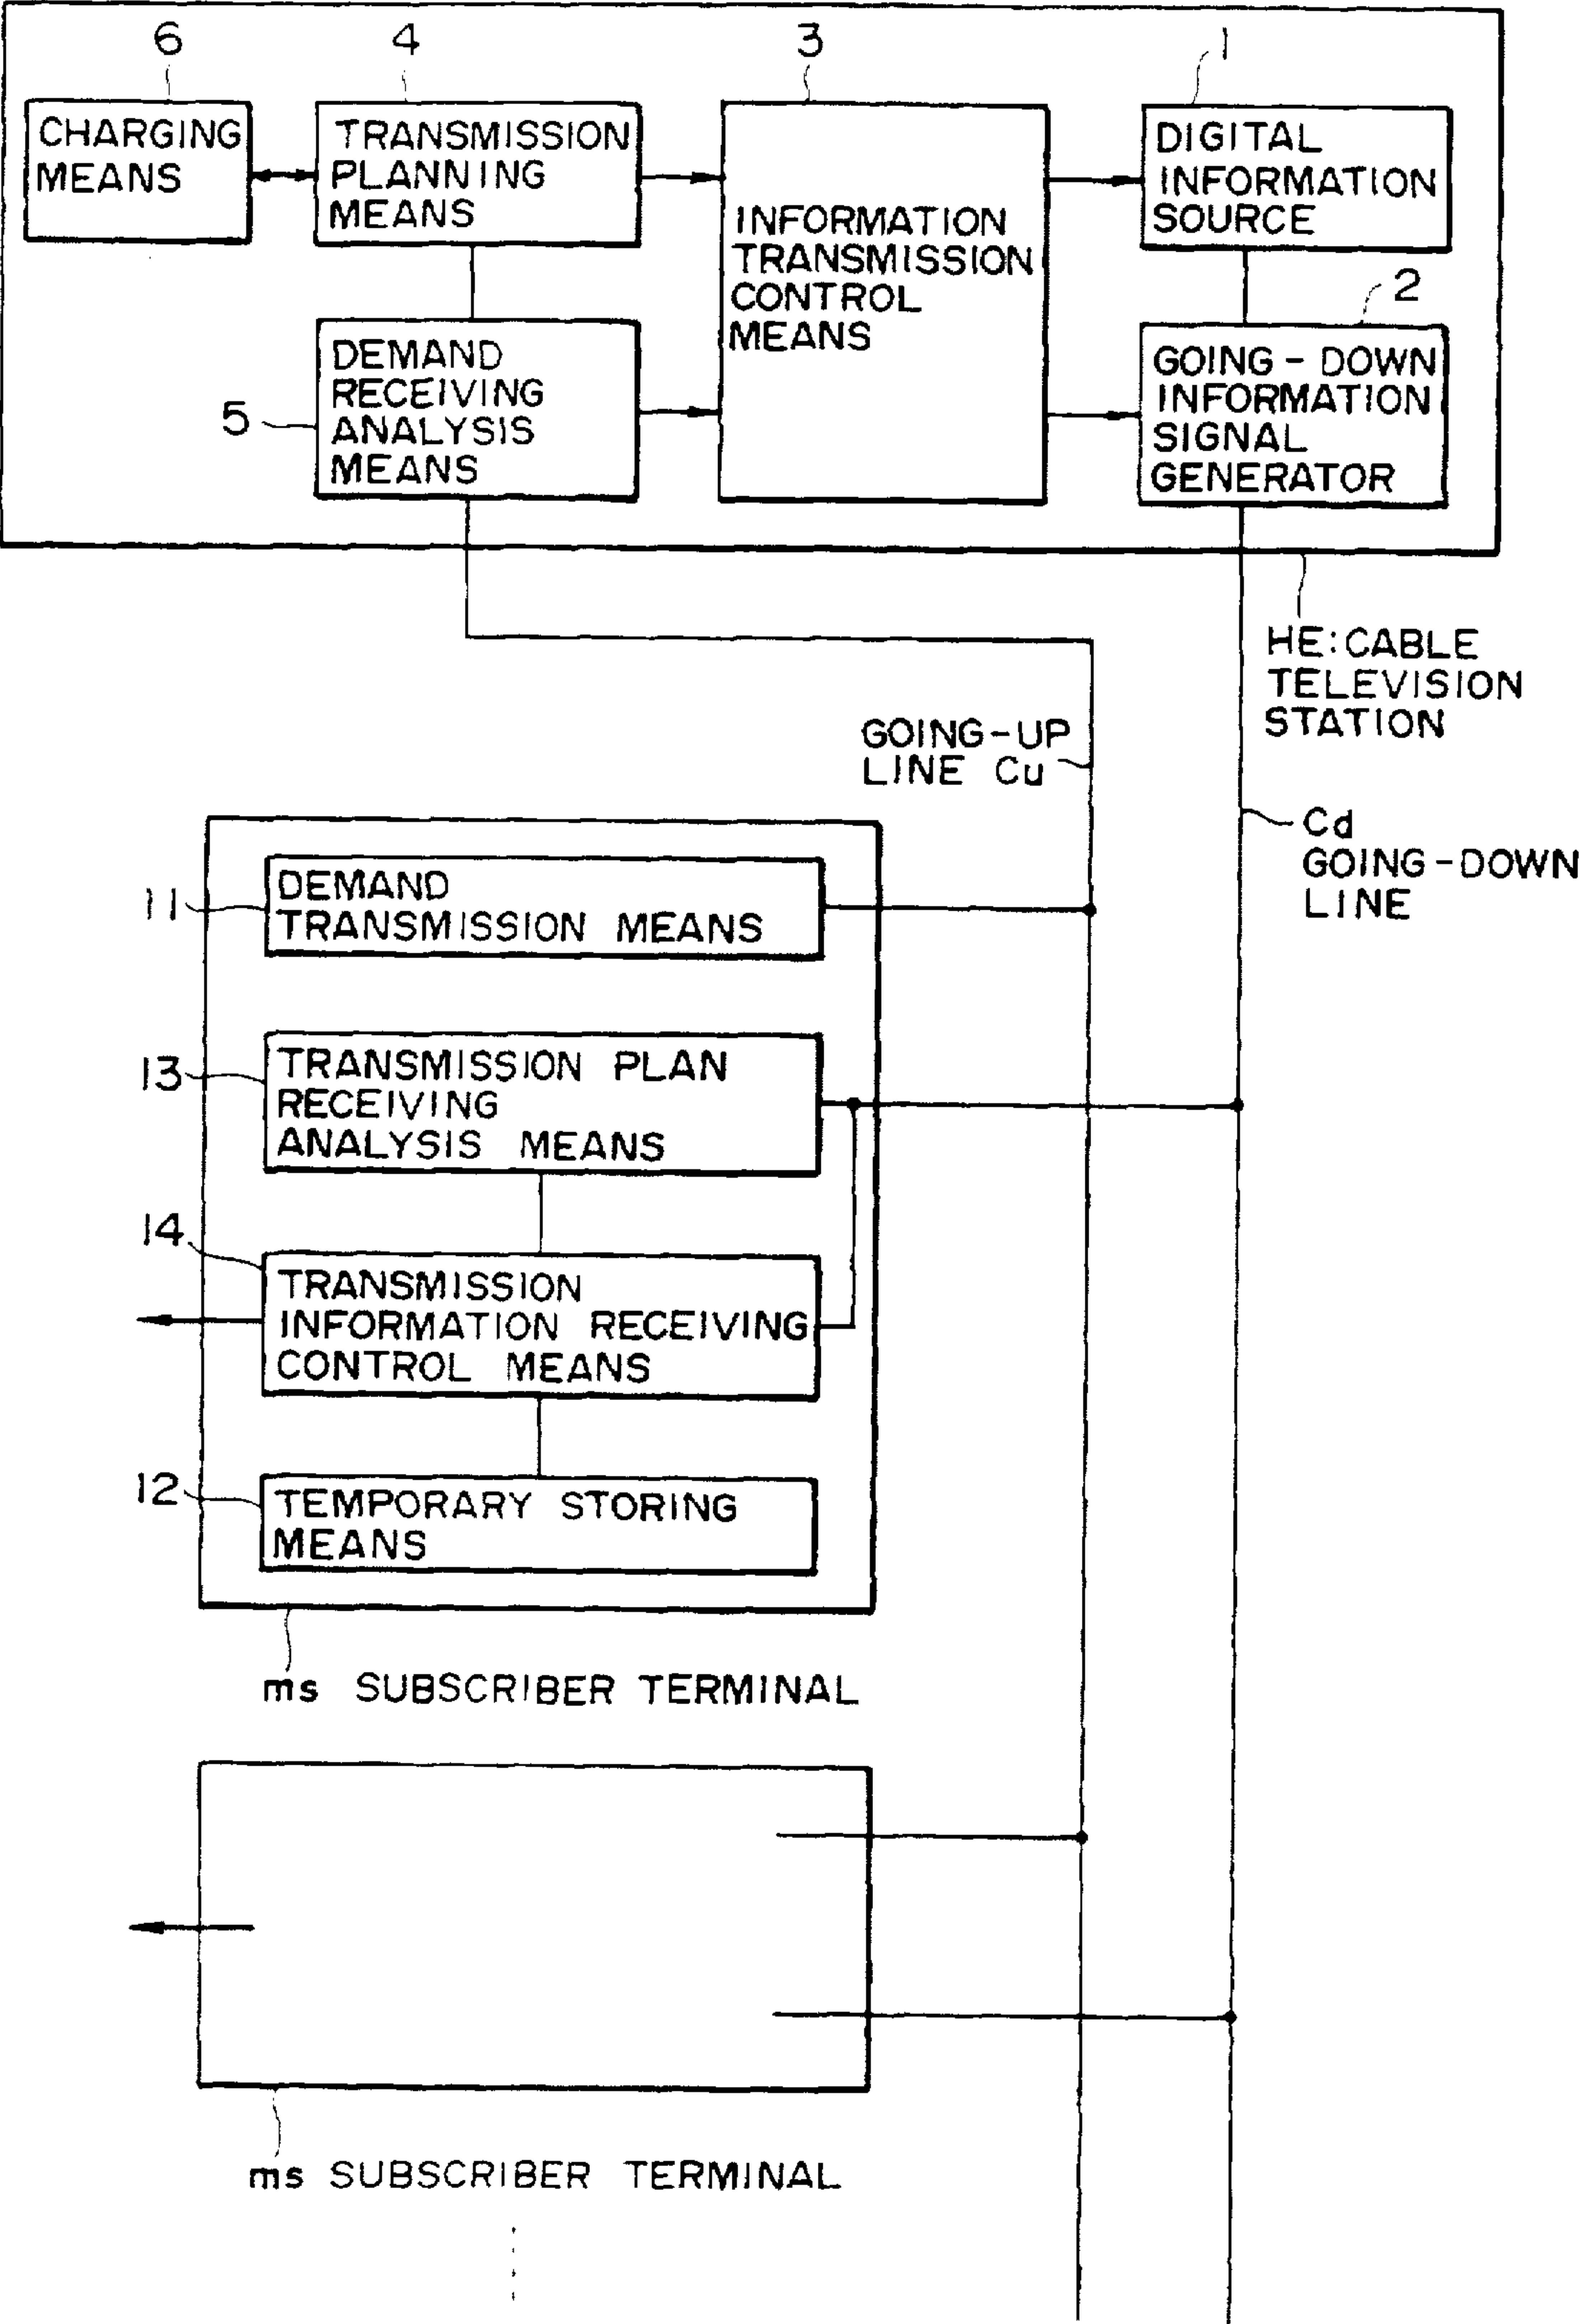 6
4
3
1
CHARGING
MEANS
TRANSMISSION
PLANNING
MEANS
INFORMATION
TRANSMISSION
CONTROL
MEANS
DIGITAL
INFORMATION
SOURCE
2
5
DEMAND
RECEIVING
ANALYSIS
MEANS
GOING-DOWN
INFORMATION
SIGNAL
GENERATOR
HE:CABLE
TELEVISION
STATION
GOING-UP
LINE Cu
Cd
GOING-DOWN
LINE
11
DEMAND
TRANSMISSION MEANS
13
TRANSMISSION PLAN
RECEIVING
ANALYSIS MEANS
14
TRANSMISSION
INFORMATION RECEIVING
CONTROL MEANS
12
TEMPORARY STORING
MEANS
ms SUBSCRIBER TERMINAL
ms SUBSCRIBER TERMINAL